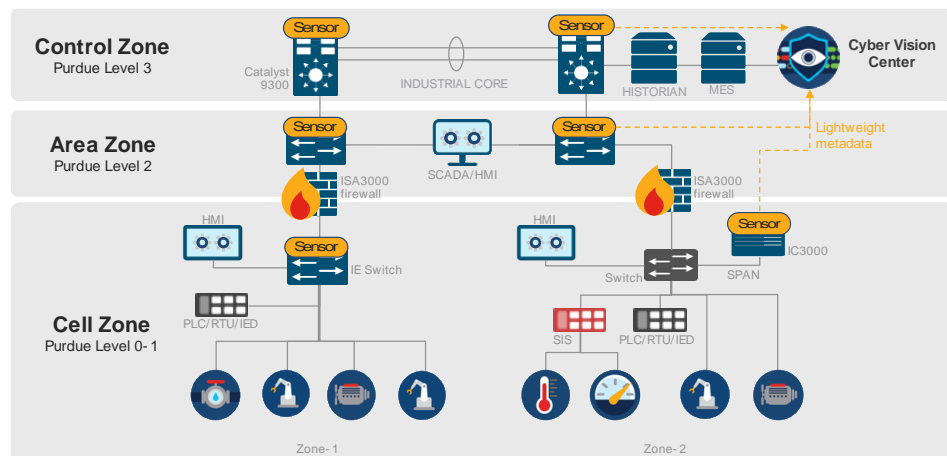 Sensor
Sensor
Control Zone
Purdue Level 3
Catalyst
9300
INDUSTRIAL CORE
HISTORIAN
MES
Cyber Vision
Center
Sensor
Sensor
Area Zone
Purdue Level 2
SCADA/HMI
Lightweight
metadata
ISA3000
firewall
ISA3000
firewall
HMI
HMI
Sensor
Sensor
IE Switch
Switch
SPAN
IC3000
PLC/RTU/IED
SIS
PLC/RTU/IED
Cell Zone
Purdue Level 0-1
Zone-1
Zone-2